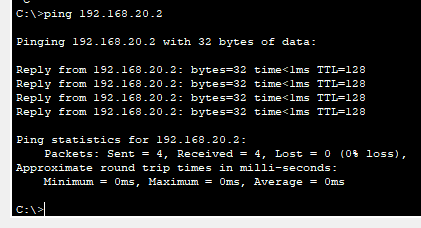 C:\>ping 192.168.20.2
Pinging 192.168.20.2 with 32 bytes of data:
Reply from 192.168.20.2: bytes=32 time<1ms TTL=128
Reply from 192.168.20.2: bytes=32 time<1ms TTL=128
Reply from 192.168.20.2: bytes=32 time<1ms TTL=128
Reply from 192.168.20.2: bytes=32 time<1ms TTL=128
Ping statistics for 192.168.20.2:
Packets: Sent = 4, Received = 4, Lost = 0 (0% loss),
Approximate round trip times in milli-seconds:
Minimum = 0ms, Maximum = 0ms, Average = 0ms
C:\>